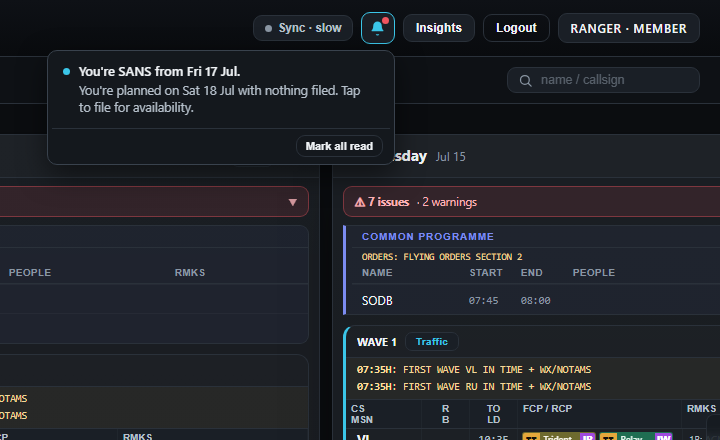 Sync · slow
Insights
Logout
RANGER · MEMBER
You're SANS from Fri 17 Jul.
You're planned on Sat 18 Jul with nothing filed. Tap
to file for availability.
Mark all read
name / callsign
sday Jul 15
7 issues · 2 warnings
COMMON PROGRAMME
ORDERS: FLYING ORDERS SECTION 2
NAME START END PEOPLE
SODB 07:45 08:00
PEOPLE RMKS
WAVE 1 Traffic
07:35H: FIRST WAVE VL IN TIME + WX/NOTAMS
07:35H: FIRST WAVE RU IN TIME + WX/NOTAMS
OTAMS
OTAMS
CS R TO FCP / RCP RMKS
MSN B LD
CP RMKS
VL 10:35 Trident Relay